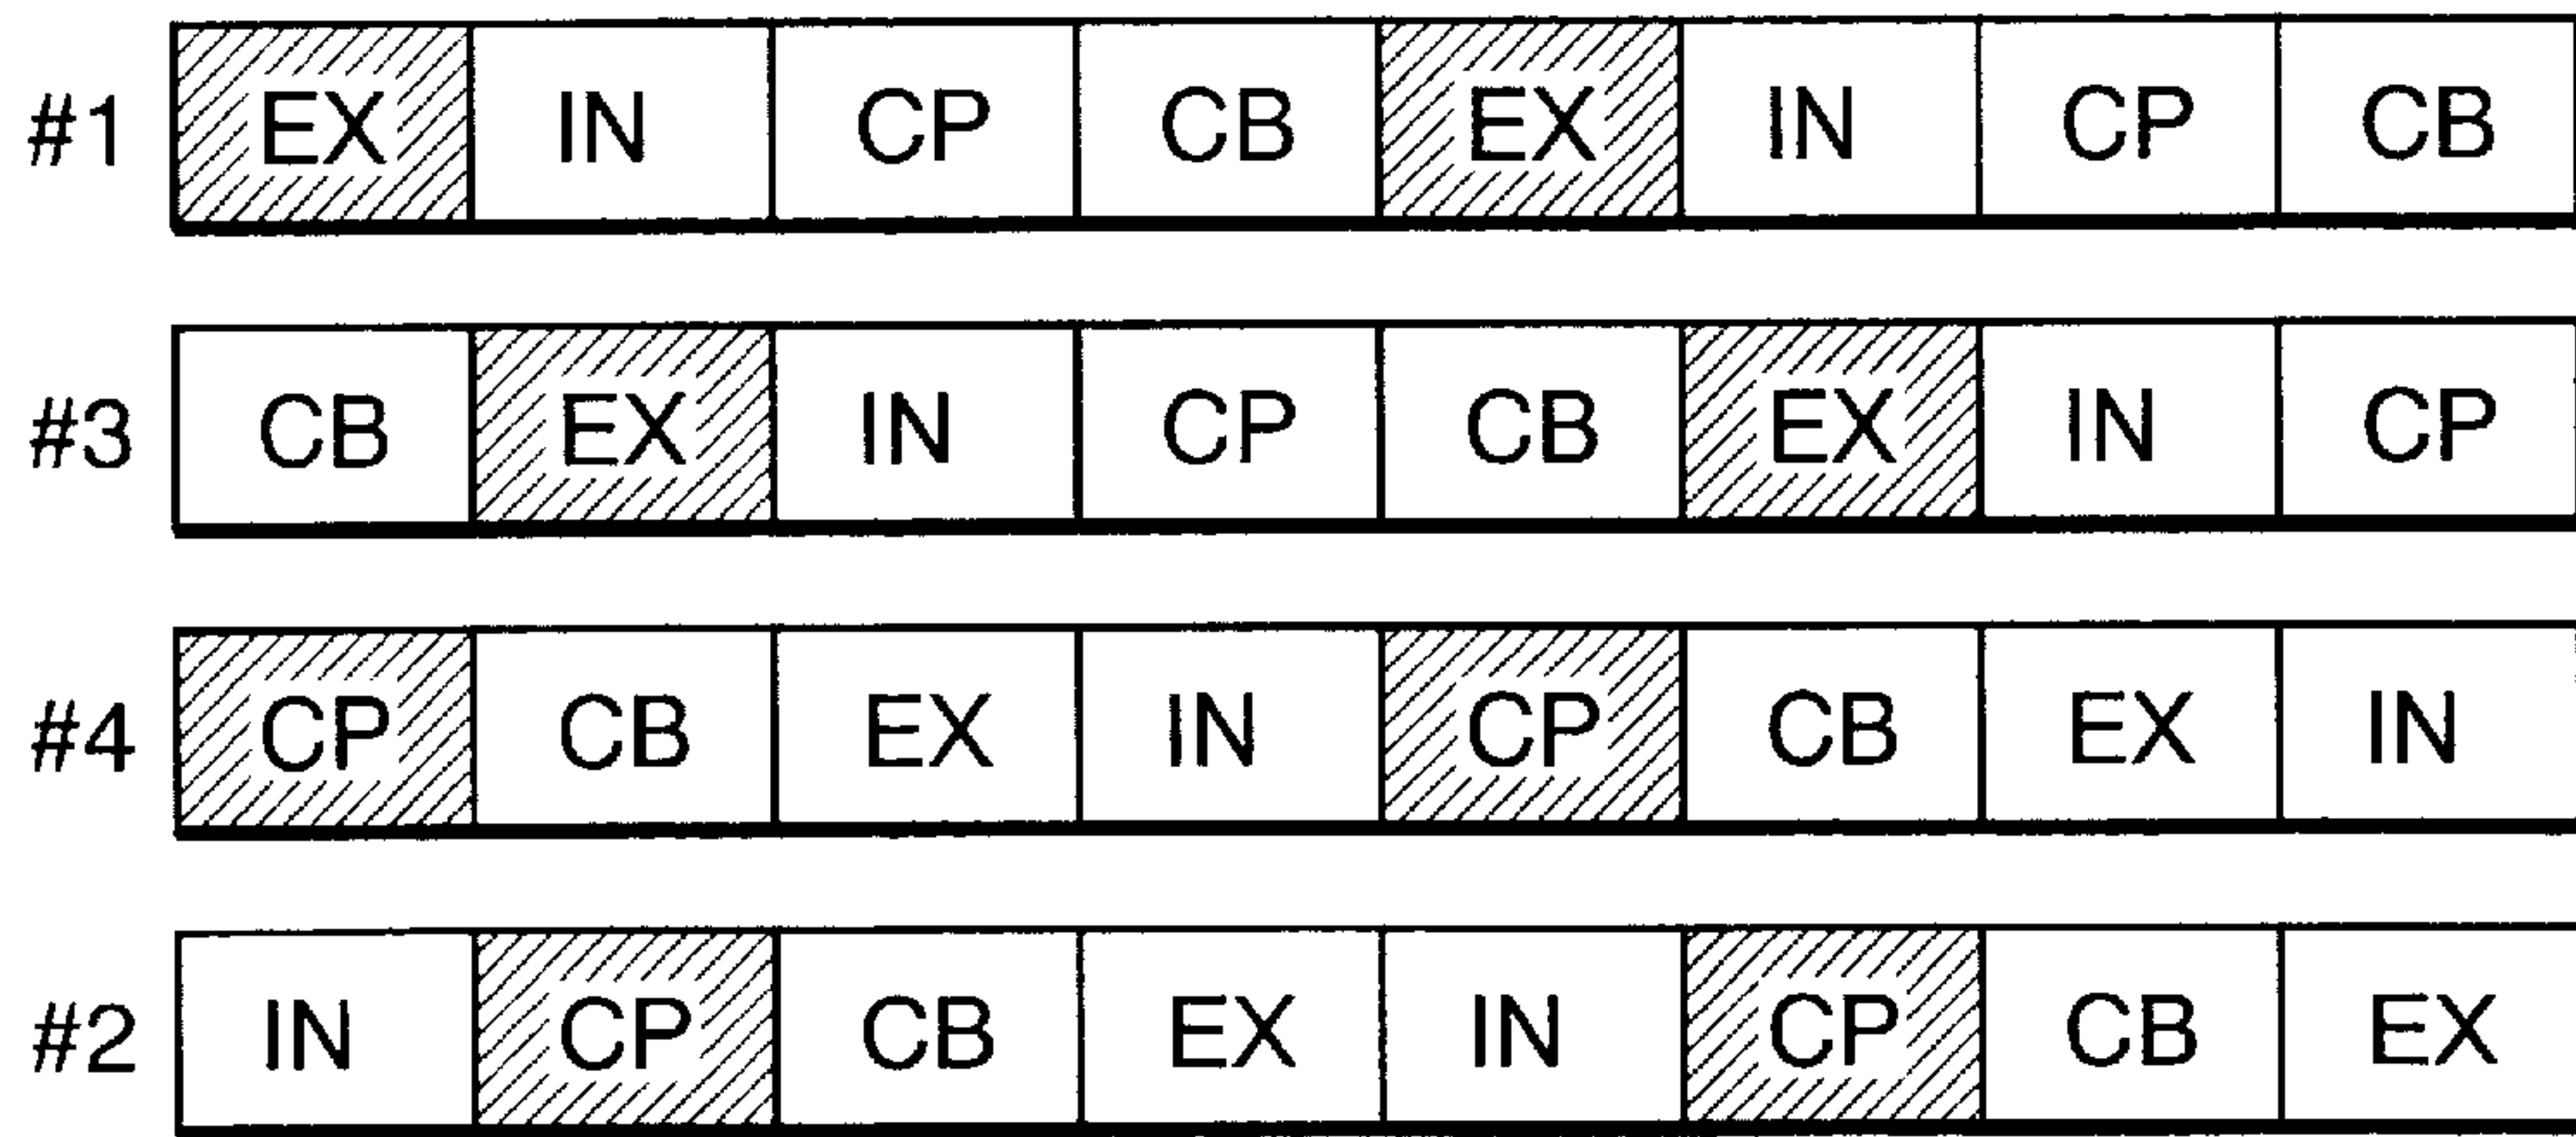 #1 EX IN CP CB EX IN CP CB
#3 CB EX IN CP CB EX IN CP
#4 CP CB EX IN CP CB EX IN
#2 IN CP CB EX IN CP CB EX